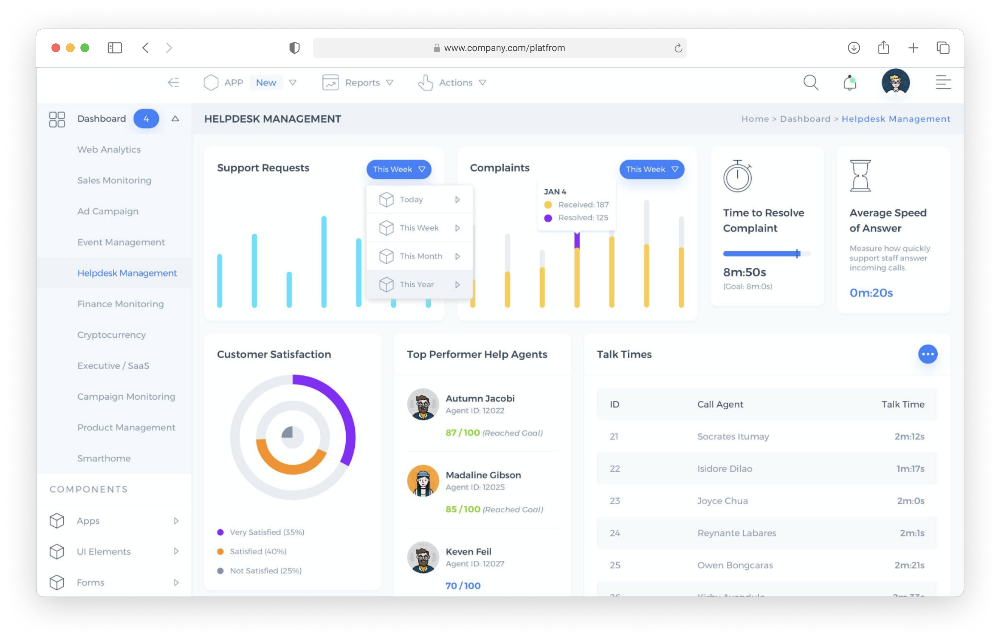 www.company.com/platfrom
APP New
Reports
Actions
Dashboard 4
Web Analytics
Sales Monitoring
Ad Campaign
Event Management
Helpdesk Management
Finance Monitoring
Cryptocurrency
Executive / SaaS
Campaign Monitoring
Product Management
Smarthome
COMPONENTS
Apps
UI Elements
Forms
HELPDESK MANAGEMENT
Home > Dashboard > Helpdesk Management
Support Requests
This Week
Today
This Week
This Month
This Year
Complaints
This Week
JAN 4
Received: 187
Resolved: 125
Time to Resolve
Complaint
8m:50s
(Goal: 8m:0s)
Average Speed
of Answer
Measure how quickly
support staff answer
incoming calls.
0m:20s
Customer Satisfaction
Very Satisfied (35%)
Satisfied (40%)
Not Satisfied (25%)
Top Performer Help Agents
Autumn Jacobi
Agent ID: 12022
87 / 100 (Reached Goal)
Madaline Gibson
Agent ID: 12025
85 / 100 (Reached Goal)
Keven Feil
Agent ID: 12027
70 / 100
Talk Times
ID Call Agent Talk Time
21 Socrates Itumay 2m:12s
22 Isidore Dilao 1m:17s
23 Joyce Chua 2m:0s
24 Reynante Labares 2m:1s
25 Owen Bongcaras 2m:21s